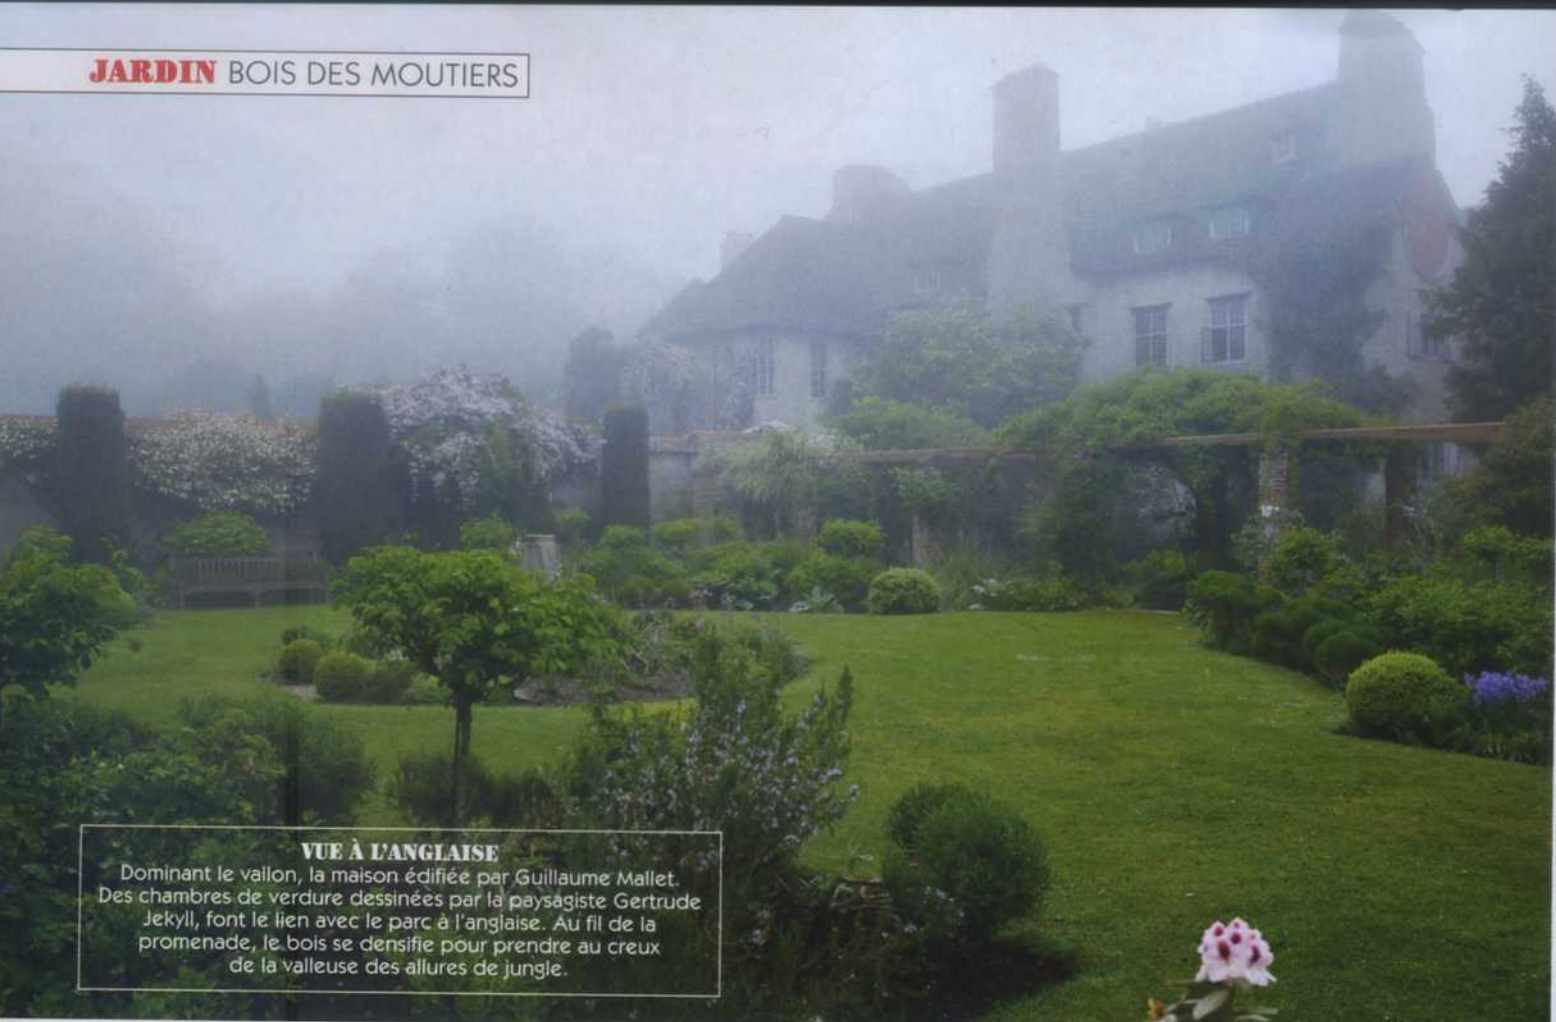 JARDIN BOIS DES MOUTIERS
VUE À L'ANGLAISE
Dominant le vallon, la maison édifiée par Guillaume Mallet.
Des chambres de verdure dessinées par la paysagiste Gertrude
Jekyll, font le lien avec le parc à l'anglaise. Au fil de la
promenade, le bois se densifie pour prendre au creux
de la valleuse des allures de jungle.